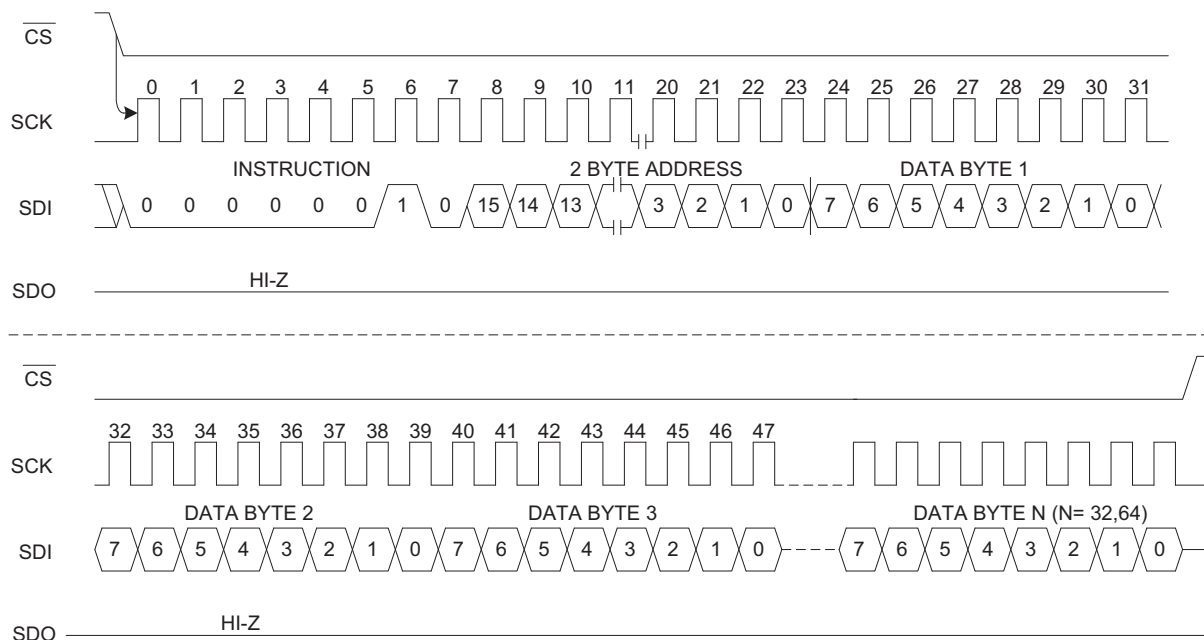 CS
0 1 2 3 4 5 6 7 8 9 10 11 20 21 22 23 24 25 26 27 28 29 30 31
SCK
INSTRUCTION 2 BYTE ADDRESS DATA BYTE 1
SDI 0 0 0 0 0 0 1 0 15 14 13 3 2 1 0 7 6 5 4 3 2 1 0
HI-Z
SDO
CS
32 33 34 35 36 37 38 39 40 41 42 43 44 45 46 47
SCK
DATA BYTE 2 DATA BYTE 3 DATA BYTE N (N= 32,64)
SDI 7 6 5 4 3 2 1 0 7 6 5 4 3 2 1 0 7 6 5 4 3 2 1 0
HI-Z
SDO